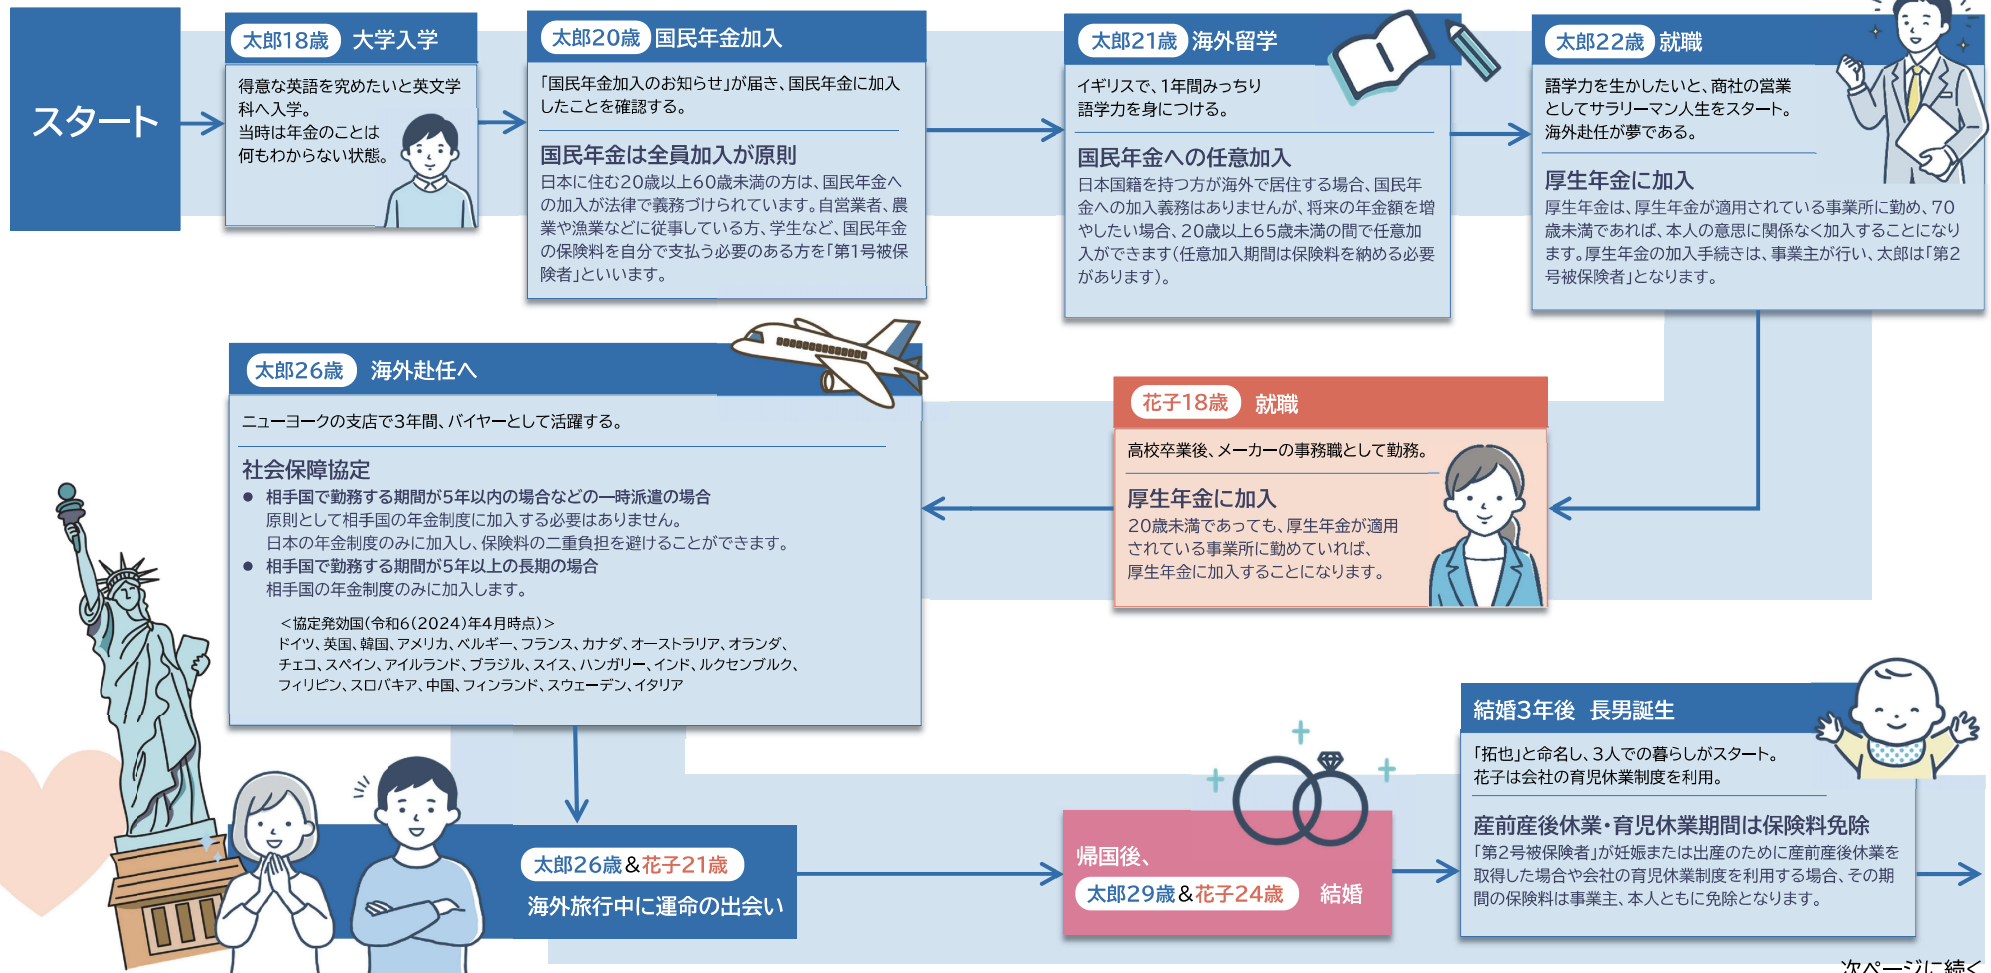 スタート
太郎18歳 大学入学
得意な英語を究めたいと英文学
科へ入学。
当時は年金のことは
何もわからない状態。
太郎20歳 国民年金加入
「国民年金加入のお知らせ」が届き、国民年金に加入
したことを確認する。
国民年金は全員加入が原則
日本に住む20歳以上60歳未満の方は、国民年金へ
の加入が法律で義務づけられています。自営業者、農
業や漁業などに従事している方、学生など、国民年金
の保険料を自分で支払う必要のある方を「第1号被保
険者」といいます。
太郎21歳 海外留学
イギリスで、1年間みっちり
語学力を身につける。
国民年金への任意加入
日本国籍を持つ方が海外で居住する場合、国民年
金への加入義務はありませんが、将来の年金額を増
やしたい場合、20歳以上65歳未満の間で任意加
入ができます(任意加入期間は保険料を納める必要
があります)。
太郎22歳 就職
語学力を生かしたいと、商社の営業
としてサラリーマン人生をスタート。
海外赴任が夢である。
厚生年金に加入
厚生年金は、厚生年金が適用されている事業所に勤め、70
歳未満であれば、本人の意思に関係なく加入することになり
ます。厚生年金の加入手続きは、事業主が行い、太郎は「第2
号被保険者」となります。
花子18歳 就職
高校卒業後、メーカーの事務職として勤務。
厚生年金に加入
20歳未満であっても、厚生年金が適用
されている事業所に勤めていれば、
厚生年金に加入することになります。
太郎26歳 海外赴任へ
ニューヨークの支店で3年間、バイヤーとして活躍する。
社会保障協定
● 相手国で勤務する期間が5年以内の場合などの一時派遣の場合
原則として相手国の年金制度に加入する必要はありません。
日本の年金制度のみに加入し、保険料の二重負担を避けることができます。
● 相手国で勤務する期間が5年以上の長期の場合
相手国の年金制度のみに加入します。
<協定発効国(令和6(2024)年4月時点)>
ドイツ、英国、韓国、アメリカ、ベルギー、フランス、カナダ、オーストラリア、オランダ、
チェコ、スペイン、アイルランド、ブラジル、スイス、ハンガリー、インド、ルクセンブルク、
フィリピン、スロバキア、中国、フィンランド、スウェーデン、イタリア
太郎26歳&花子21歳
海外旅行中に運命の出会い
帰国後、
太郎29歳&花子24歳 結婚
結婚3年後 長男誕生
「拓也」と命名し、3人での暮らしがスタート。
花子は会社の育児休業制度を利用。
産前産後休業・育児休業期間は保険料免除
「第2号被保険者」が妊娠または出産のために産前産後休業を
取得した場合や会社の育児休業制度を利用する場合、その期
間の保険料は事業主、本人ともに免除となります。
次ページに続く